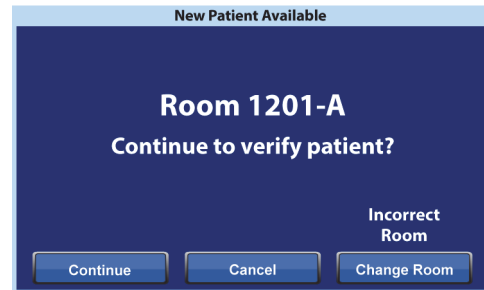 New Patient Available
Room 1201-A
Continue to verify patient?
Incorrect
Room
Continue
Cancel
Change Room